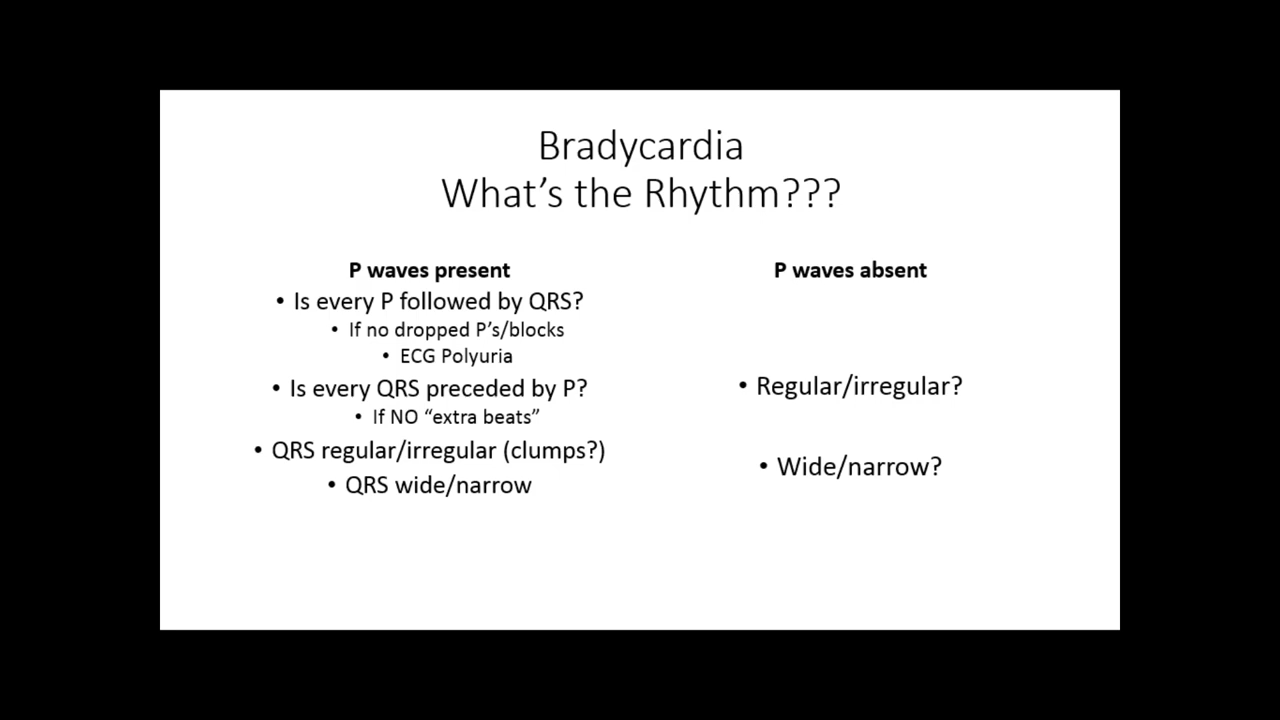 Bradycardia
What's the Rhythm???
P waves present
• Is every P followed by QRS?
• If no dropped P's/blocks
• ECG Polyuria
• Is every QRS preceded by P?
• If NO “extra beats”
• QRS regular/irregular (clumps?)
• QRS wide/narrow
P waves absent
• Regular/irregular?
• Wide/narrow?